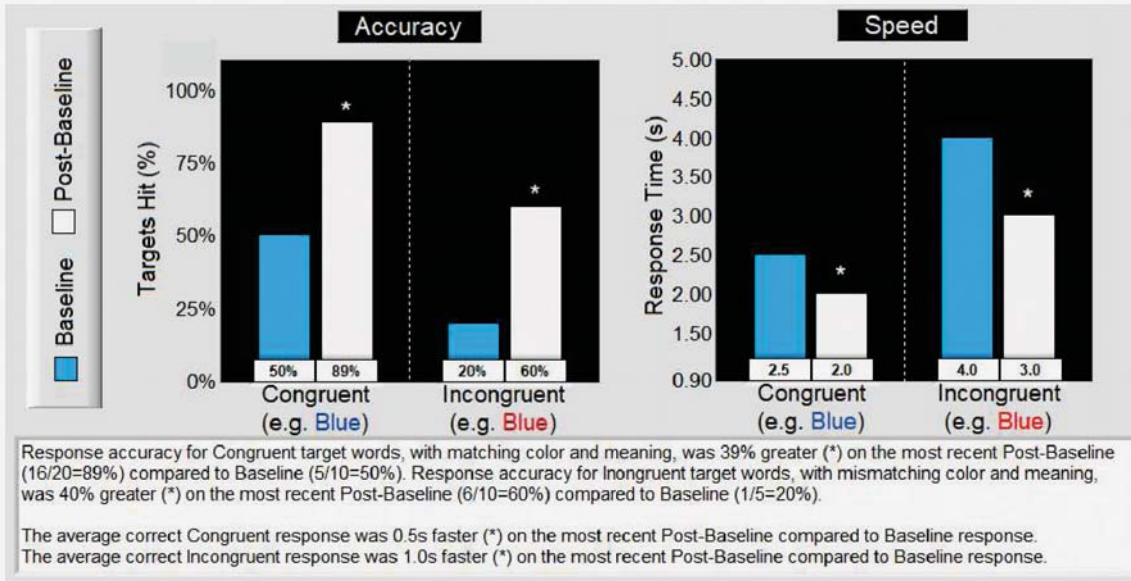 Accuracy
Speed
Post-Baseline
Baseline
Targets Hit (%)
100%
75%
50%
25%
0%
*
*
50%
89%
20%
60%
Congruent
(e.g. Blue)
Incongruent
(e.g. Blue)
Response Time (s)
5.00
4.50
4.00
3.50
3.00
2.50
2.00
1.50
0.90
*
*
2.5
2.0
4.0
3.0
Congruent
(e.g. Blue)
Incongruent
(e.g. Blue)
Response accuracy for Congruent target words, with matching color and meaning, was 39% greater (*) on the most recent Post-Baseline
(16/20=89%) compared to Baseline (5/10=50%). Response accuracy for Inongruent target words, with mismatching color and meaning,
was 40% greater (*) on the most recent Post-Baseline (6/10=60%) compared to Baseline (1/5=20%).
The average correct Congruent response was 0.5s faster (*) on the most recent Post-Baseline compared to Baseline response.
The average correct Incongruent response was 1.0s faster (*) on the most recent Post-Baseline compared to Baseline response.